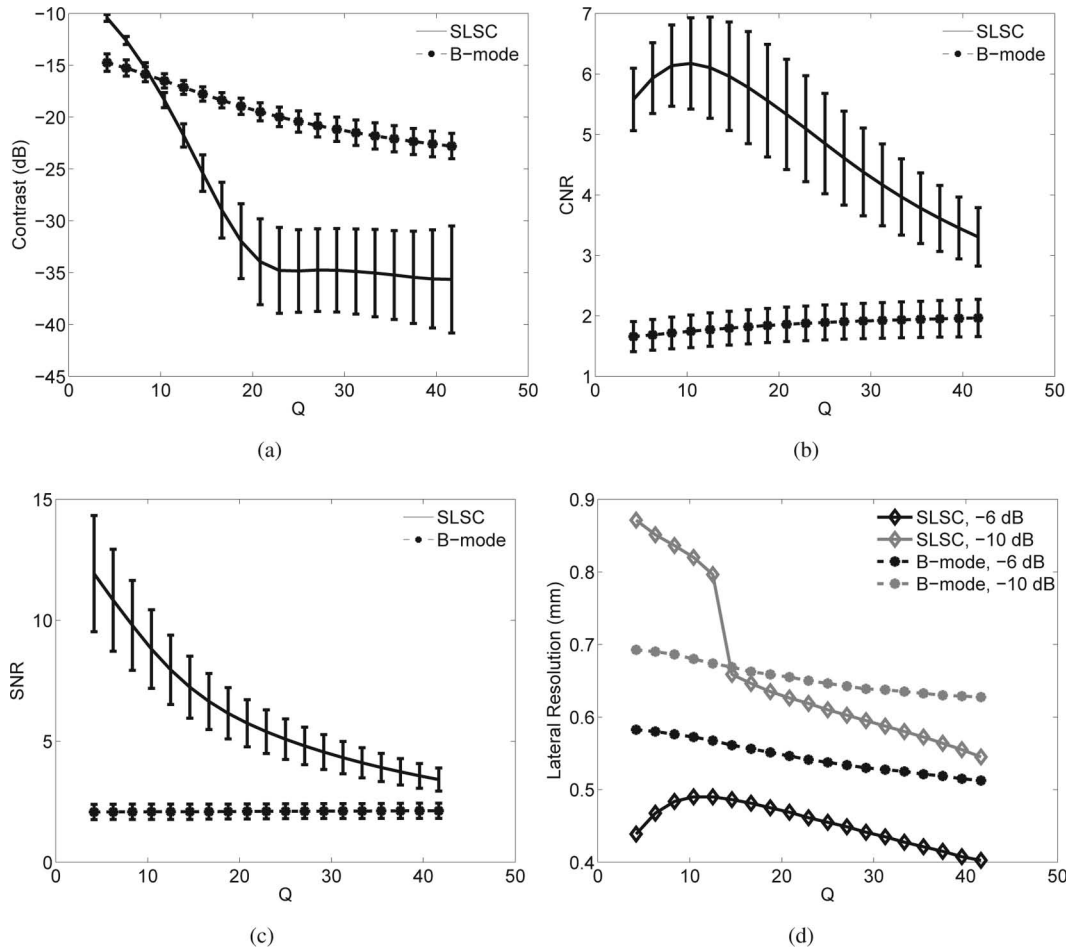 −10
−15
−20
−25
−30
−35
−40
−45
Contrast (dB)
0 10 20 30 40 50
Q
SLSC
B−mode
(a)
7
6
5
4
3
2
1
CNR
0 10 20 30 40 50
Q
SLSC
B−mode
(b)
15
10
5
0
SNR
0 10 20 30 40 50
Q
SLSC
B−mode
(c)
0.9
0.8
0.7
0.6
0.5
0.4
Lateral Resolution (mm)
0 10 20 30 40 50
Q
SLSC, −6 dB
SLSC, −10 dB
B−mode, −6 dB
B−mode, −10 dB
(d)